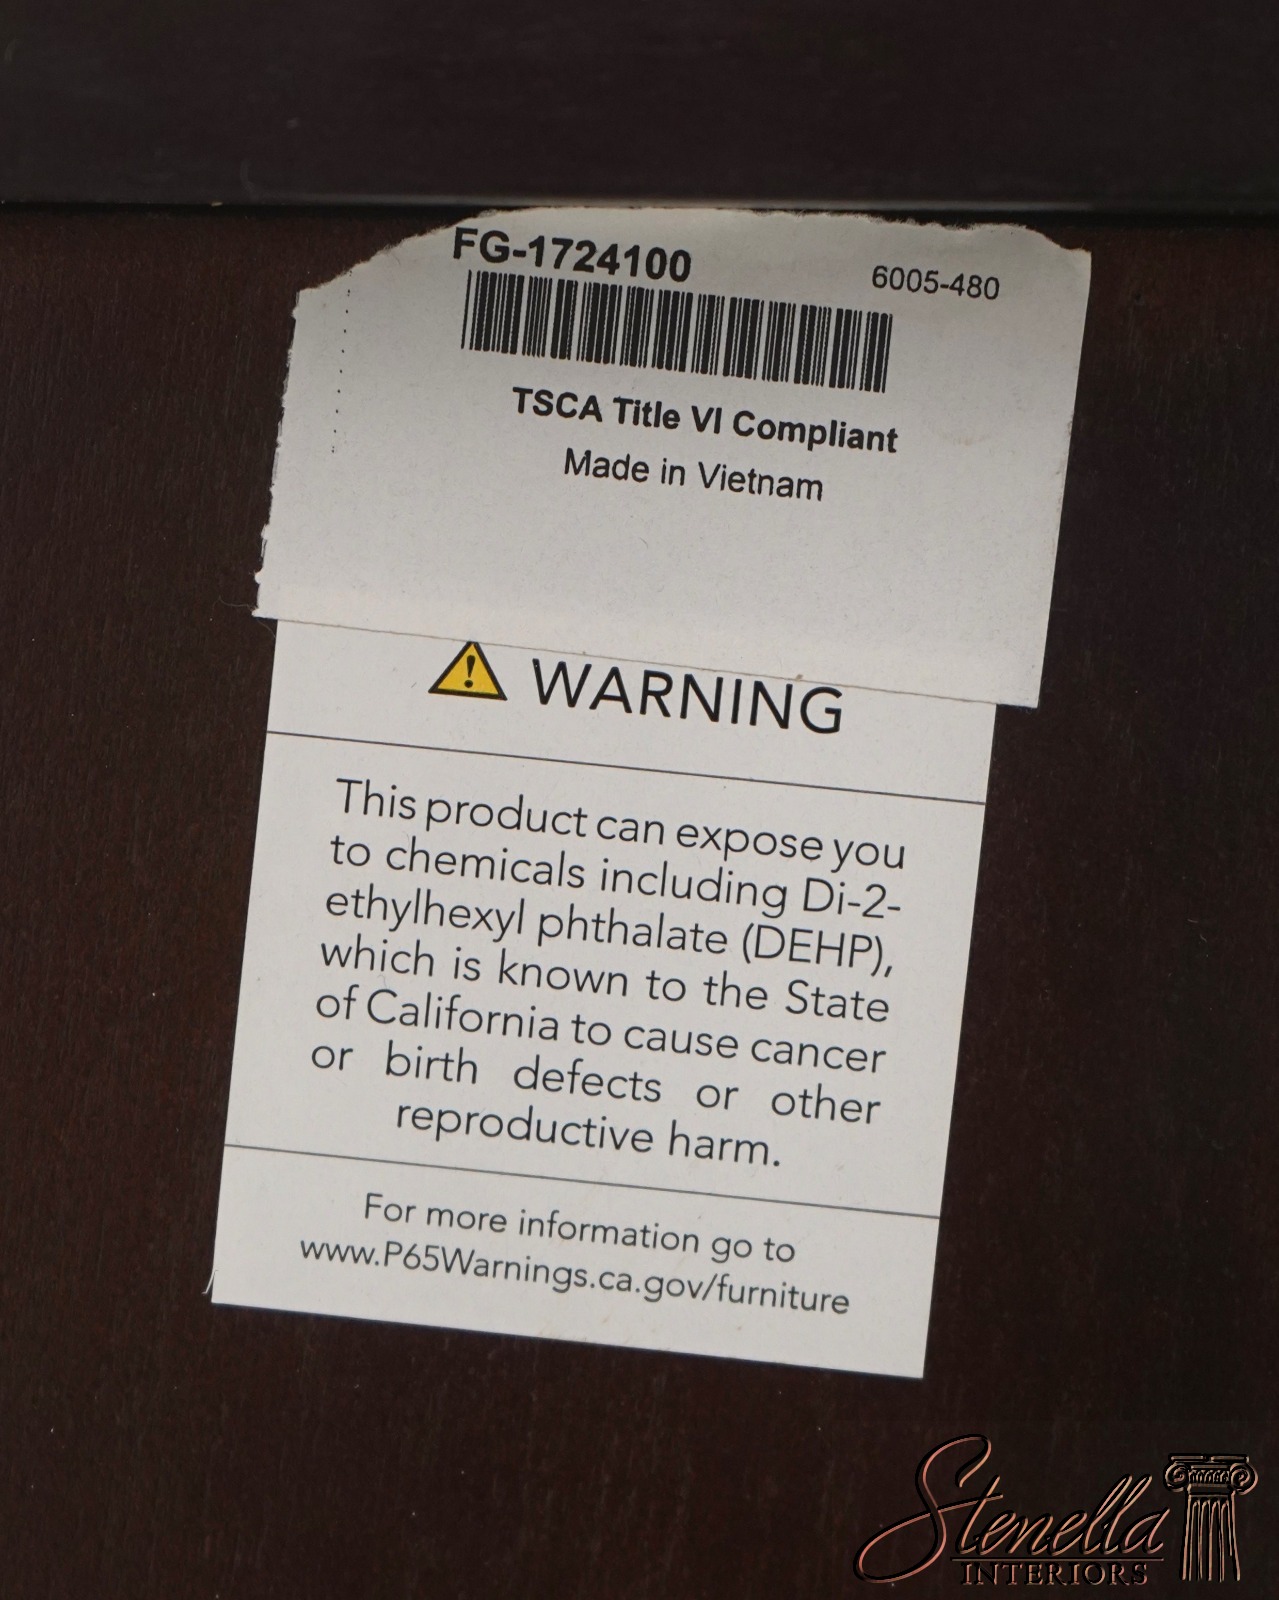 FG-1724100
6005-480
TSCA Title VI Compliant
Made in Vietnam
WARNING
This product can expose you
to chemicals including Di-2-
ethylhexyl phthalate (DEHP),
which is known to the State
of California to cause cancer
or birth defects or other
reproductive harm.
For more information go to
www.P65Warnings.ca.gov/furniture
Stenella
INTERIORS